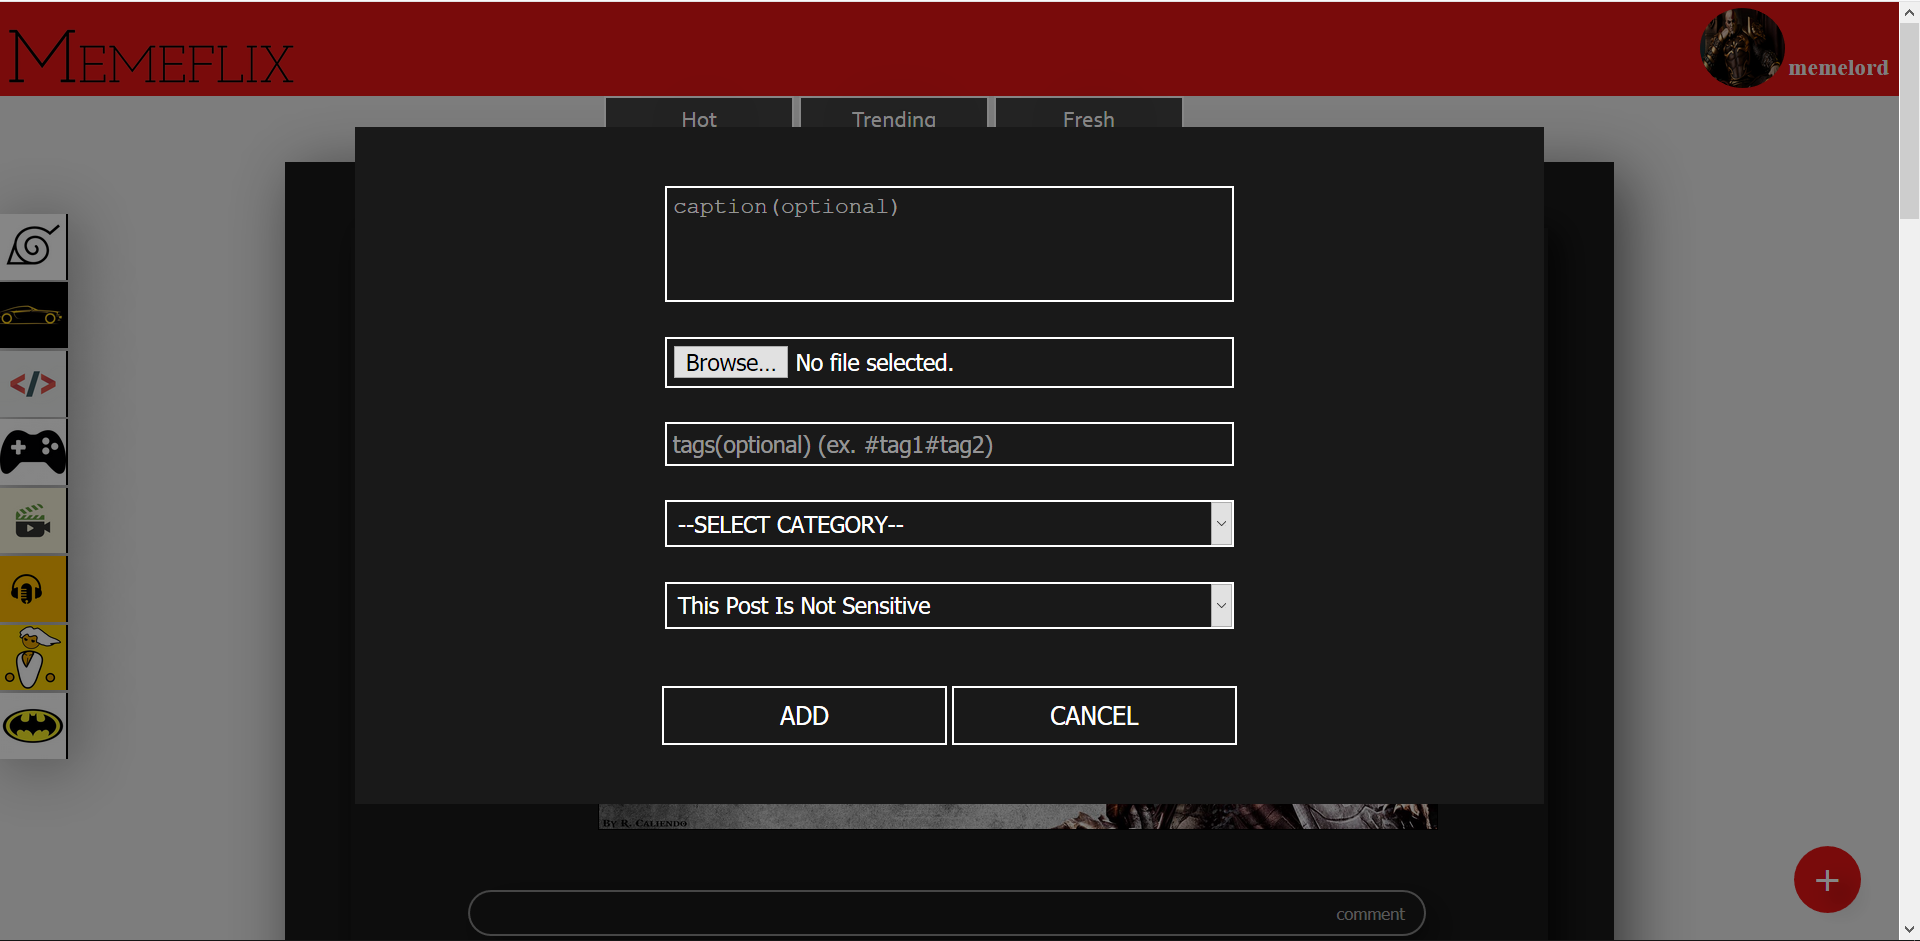 MEMEFLIX
memelord
Hot
Trending
Fresh
caption(optional)
Browse... No file selected.
tags(optional) (ex. #tag1#tag2)
--SELECT CATEGORY--
This Post Is Not Sensitive
ADD
CANCEL
BY R. CALIENDO
+
comment